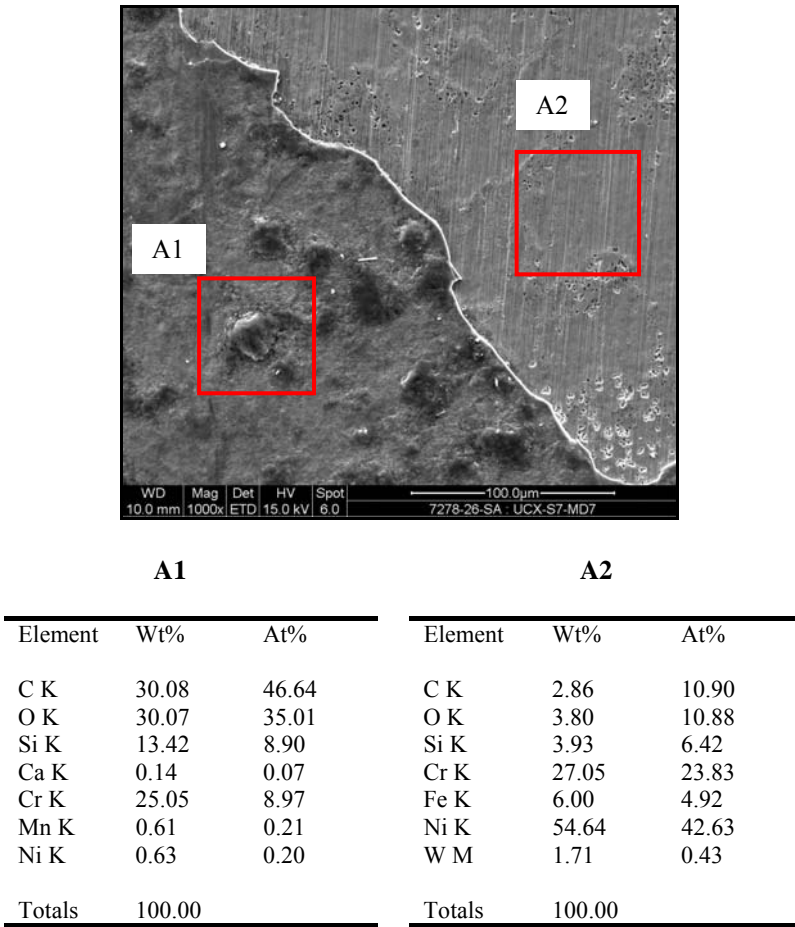 A2
A1
WD Mag Det HV Spot 100.0µm
10.0 mm 1000x ETD 15.0 kV 6.0 7278-26-SA : UCX-S7-MD7
A1 A2
Element Wt% At% Element Wt% At%
C K 30.08 46.64 C K 2.86 10.90
O K 30.07 35.01 O K 3.80 10.88
Si K 13.42 8.90 Si K 3.93 6.42
Ca K 0.14 0.07 Cr K 27.05 23.83
Cr K 25.05 8.97 Fe K 6.00 4.92
Mn K 0.61 0.21 Ni K 54.64 42.63
Ni K 0.63 0.20 W M 1.71 0.43
Totals 100.00 Totals 100.00